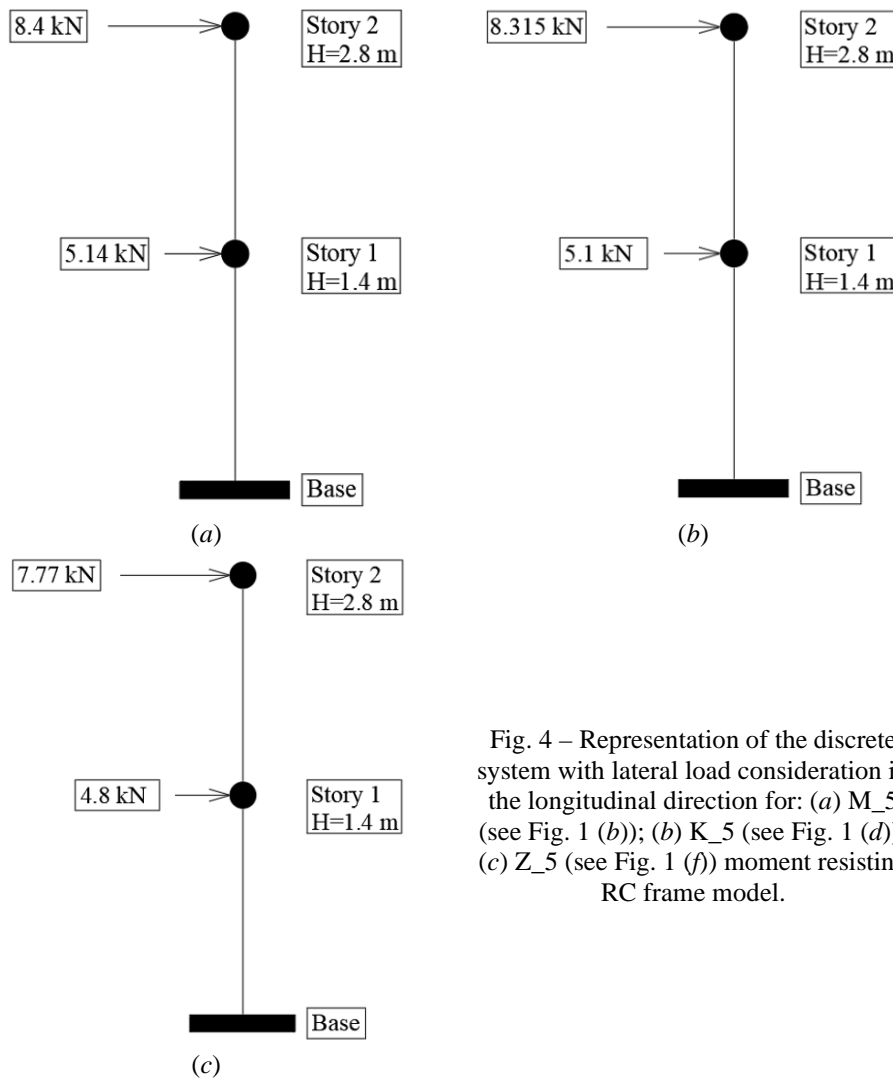 8.4 kN
Story 2
H=2.8 m
5.14 kN
Story 1
H=1.4 m
Base
(a)
8.315 kN
Story 2
H=2.8 m
5.1 kN
Story 1
H=1.4 m
Base
(b)
7.77 kN
Story 2
H=2.8 m
4.8 kN
Story 1
H=1.4 m
Base
(c)
Fig. 4 – Representation of the discrete
system with lateral load consideration i
the longitudinal direction for: (a) M_5
(see Fig. 1 (b)); (b) K_5 (see Fig. 1 (d)
(c) Z_5 (see Fig. 1 (f)) moment resistin
RC frame model.